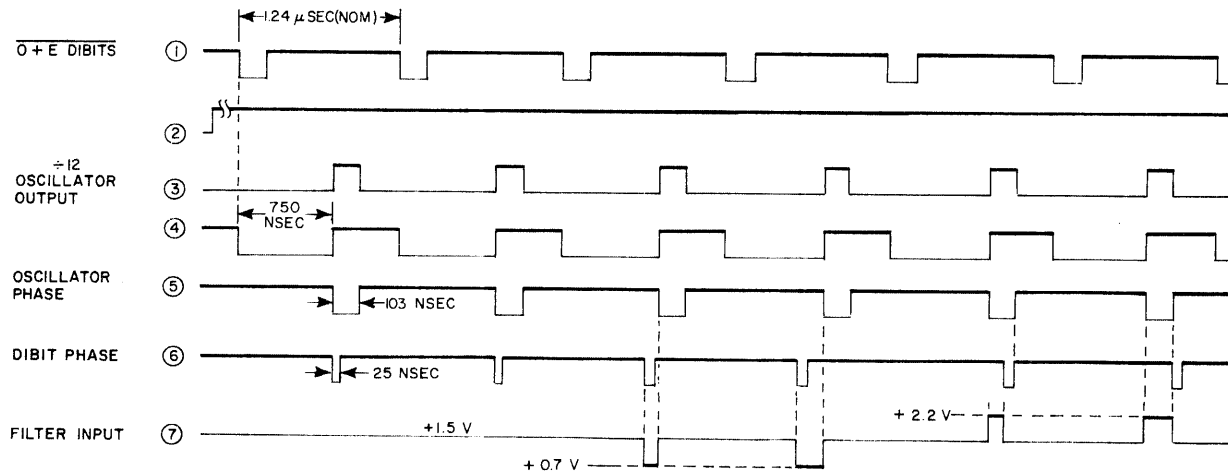 1.24 µSEC(NOM)
O + E DIBITS ①
②
÷12
OSCILLATOR
OUTPUT ③
750
NSEC
④
OSCILLATOR
PHASE ⑤
103 NSEC
DIBIT PHASE ⑥
25 NSEC
+ 2.2 V
FILTER INPUT ⑦
+1.5 V
+ 0.7 V